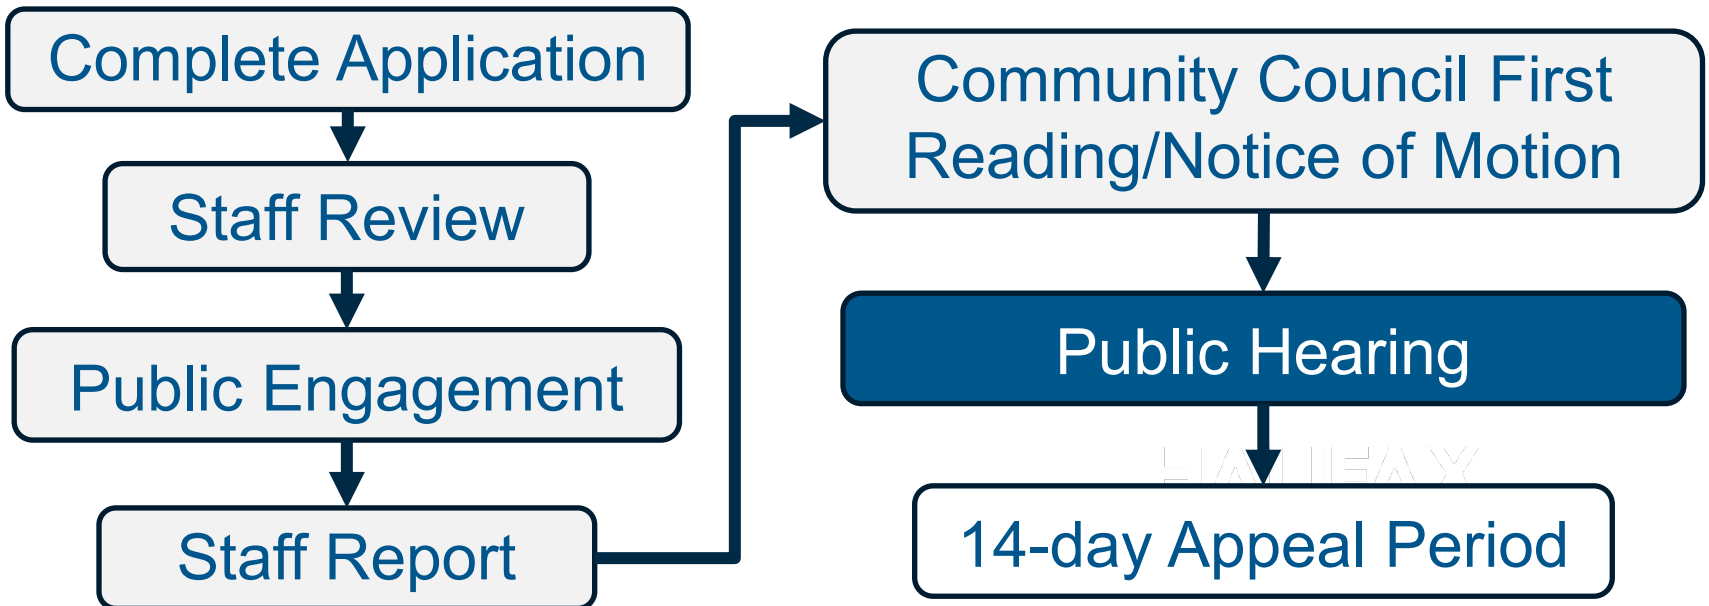 Complete Application
Staff Review
Public Engagement
Staff Report
Community Council First
Reading/Notice of Motion
Public Hearing
HALIFAX
14-day Appeal Period